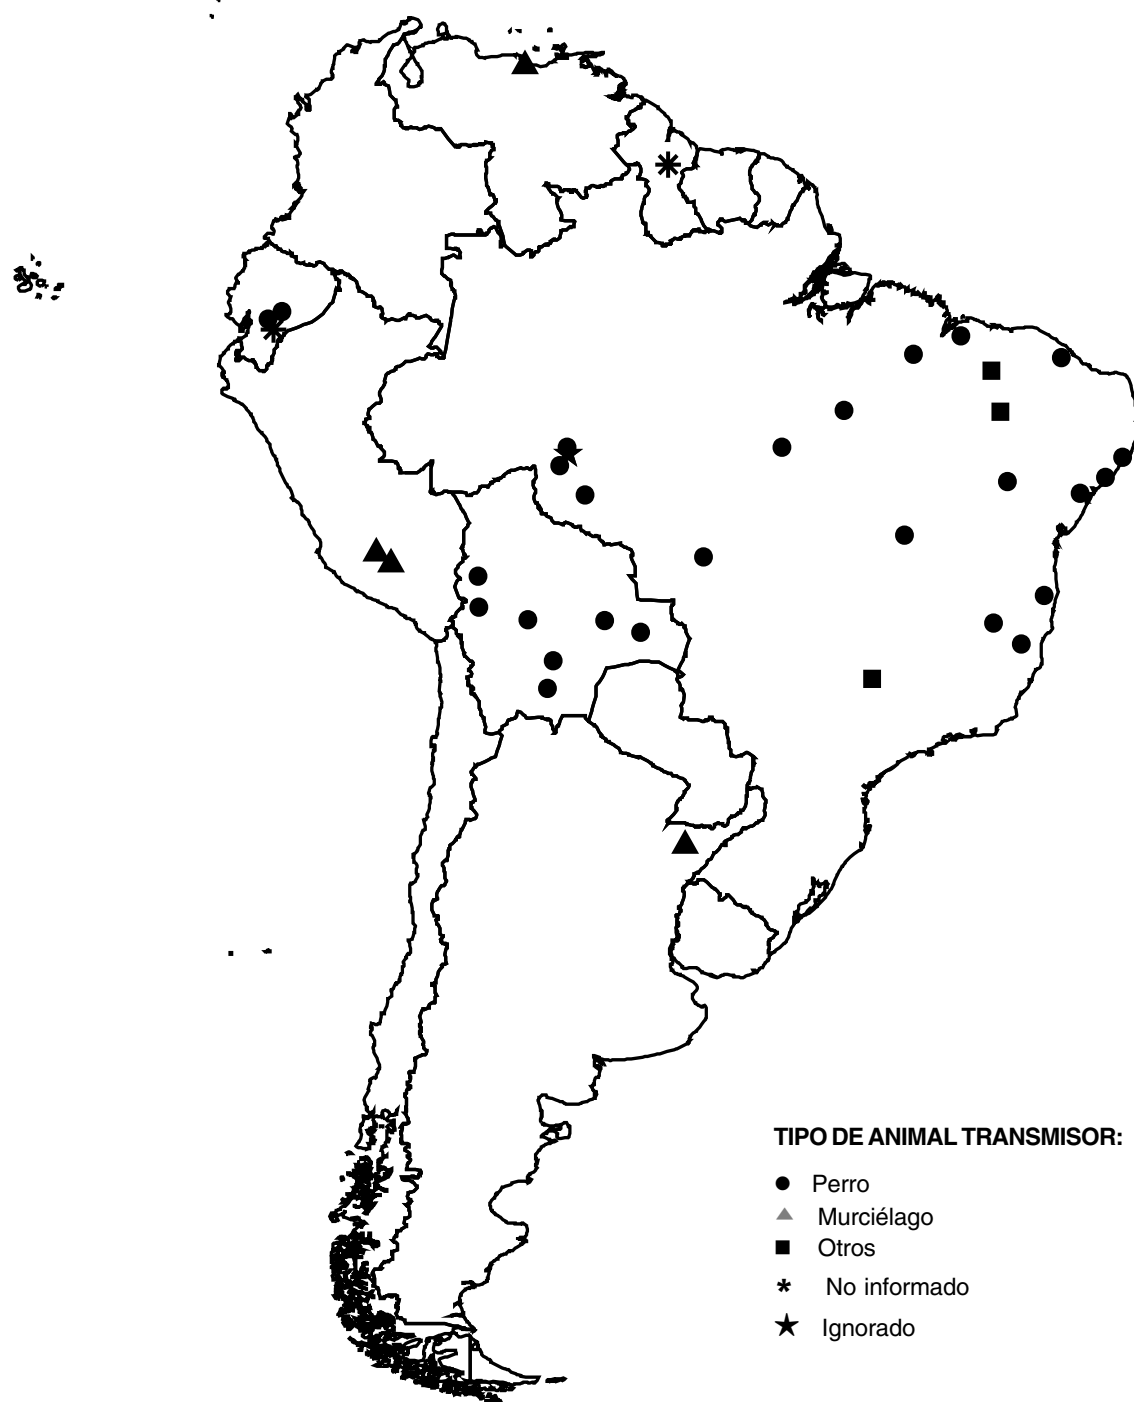 TIPO DE ANIMAL TRANSMISOR:
Perro
Murciélago
Otros
No informado
Ignorado